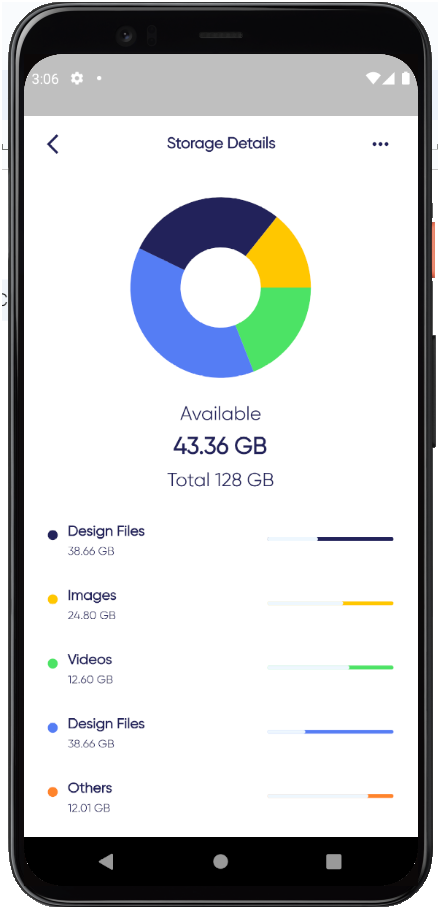 3:06
Storage Details
Available
43.36 GB
Total 128 GB
Design Files
38.66 GB
Images
24.80 GB
Videos
12.60 GB
Design Files
38.66 GB
Others
12.01 GB